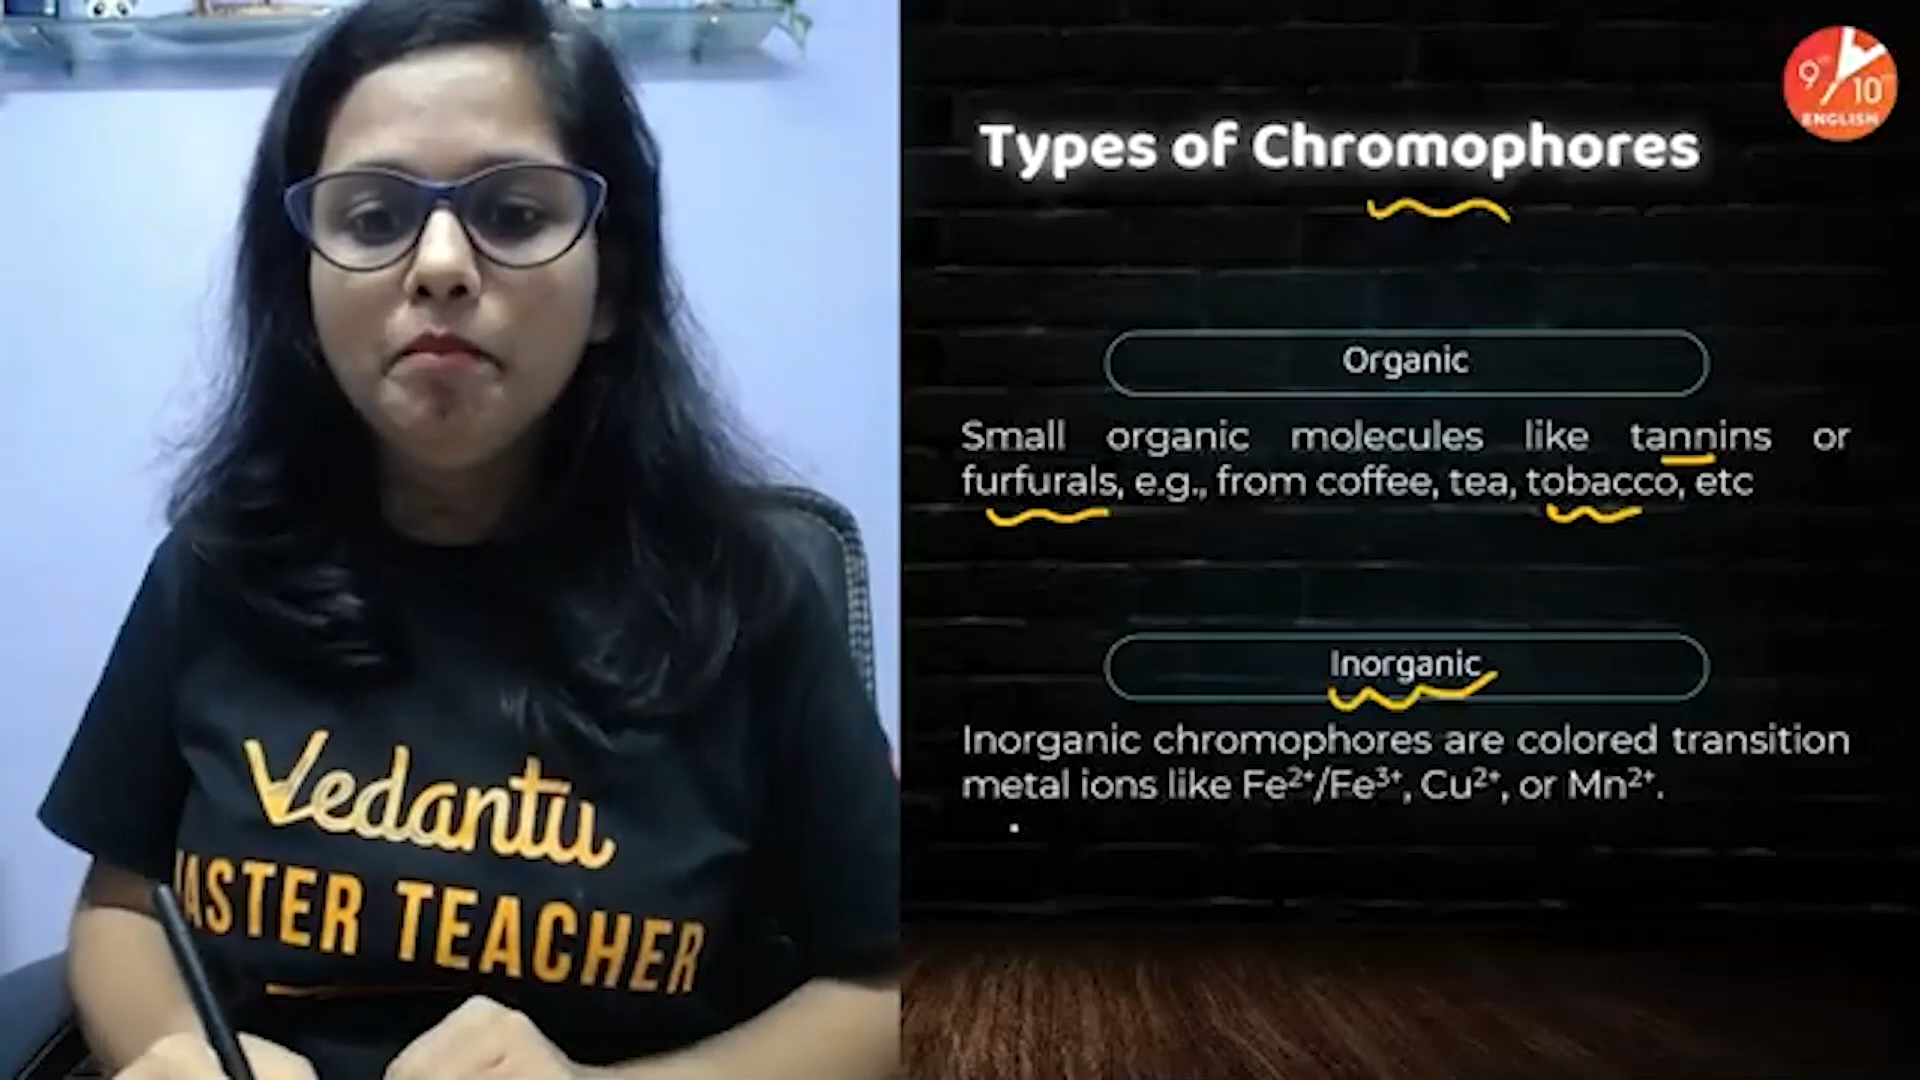 9 10
ENGLISH
Types of Chromophores
Organic
Small organic molecules like tannins or
furfurals, e.g., from coffee, tea, tobacco, etc
Inorganic
Inorganic chromophores are colored transition
metal ions like Fe²⁺/Fe³⁺, Cu²⁺, or Mn²⁺.
Vedantu
MASTER TEACHER